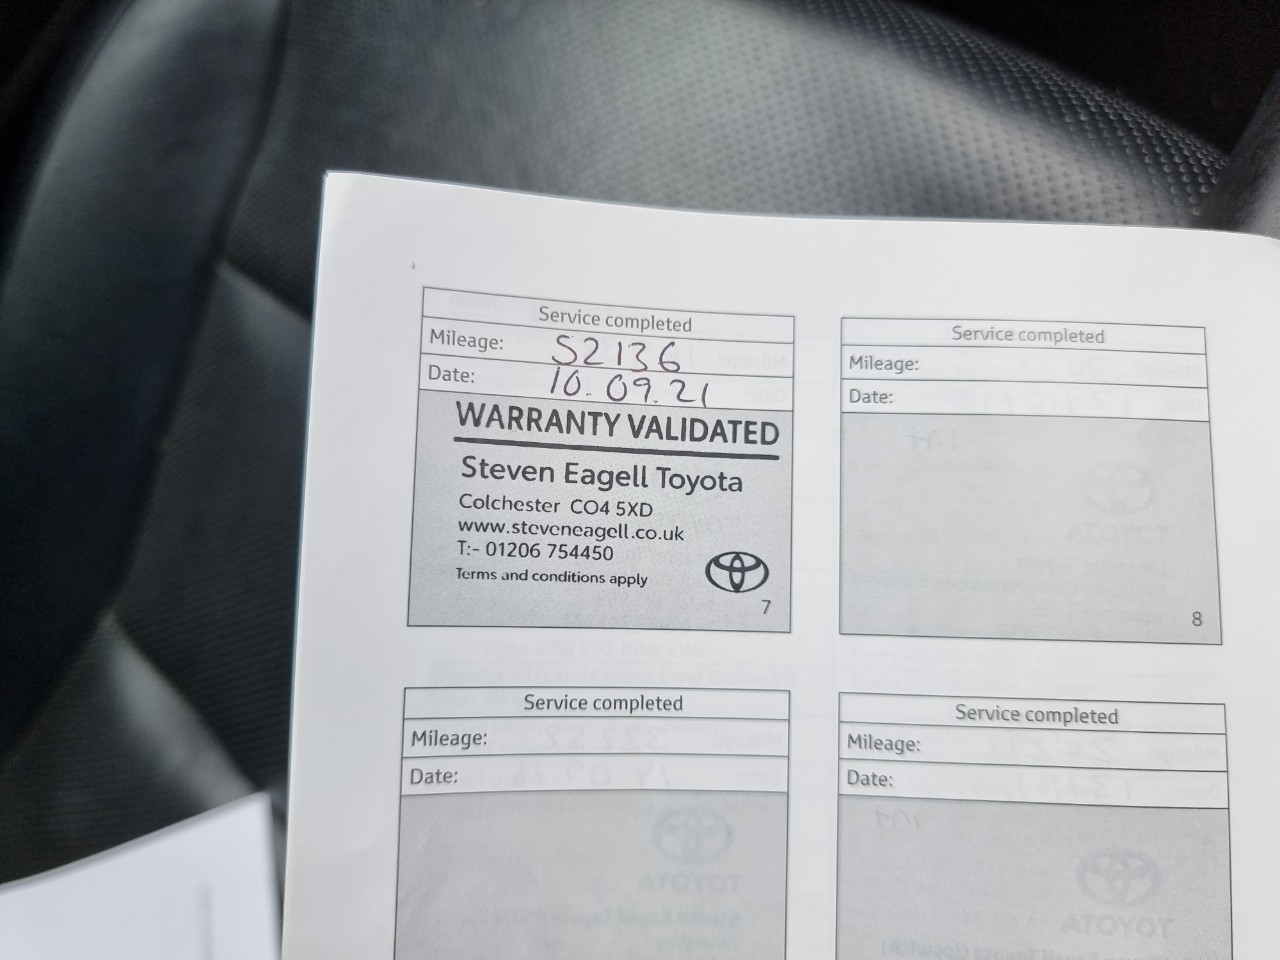 Service completed
Mileage: 52136
Date: 10.09.21
WARRANTY VALIDATED
Steven Eagell Toyota
Colchester CO4 5XD
www.steveneagell.co.uk
T:- 01206 754450
Terms and conditions apply
7
Service completed
Mileage:
Date:
8
Service completed
Mileage:
Date:
Service completed
Mileage:
Date: